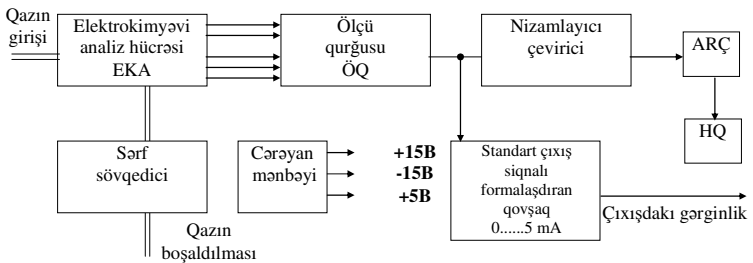 Qazın
girişi
Elektrokimyəvi
analiz hücrəsi
EKA
Ölçü
qurğusu
ÖQ
Nizamlayıcı
çevirici
ARÇ
HQ
Sərf
sövqedici
Cərəyan
mənbəyi
+15B
-15B
+5B
Standart çıxış
siqnalı
formalaşdıran
qovşaq
0......5 mA
Çıxışdakı gərginlik
Qazın
boşaldılması